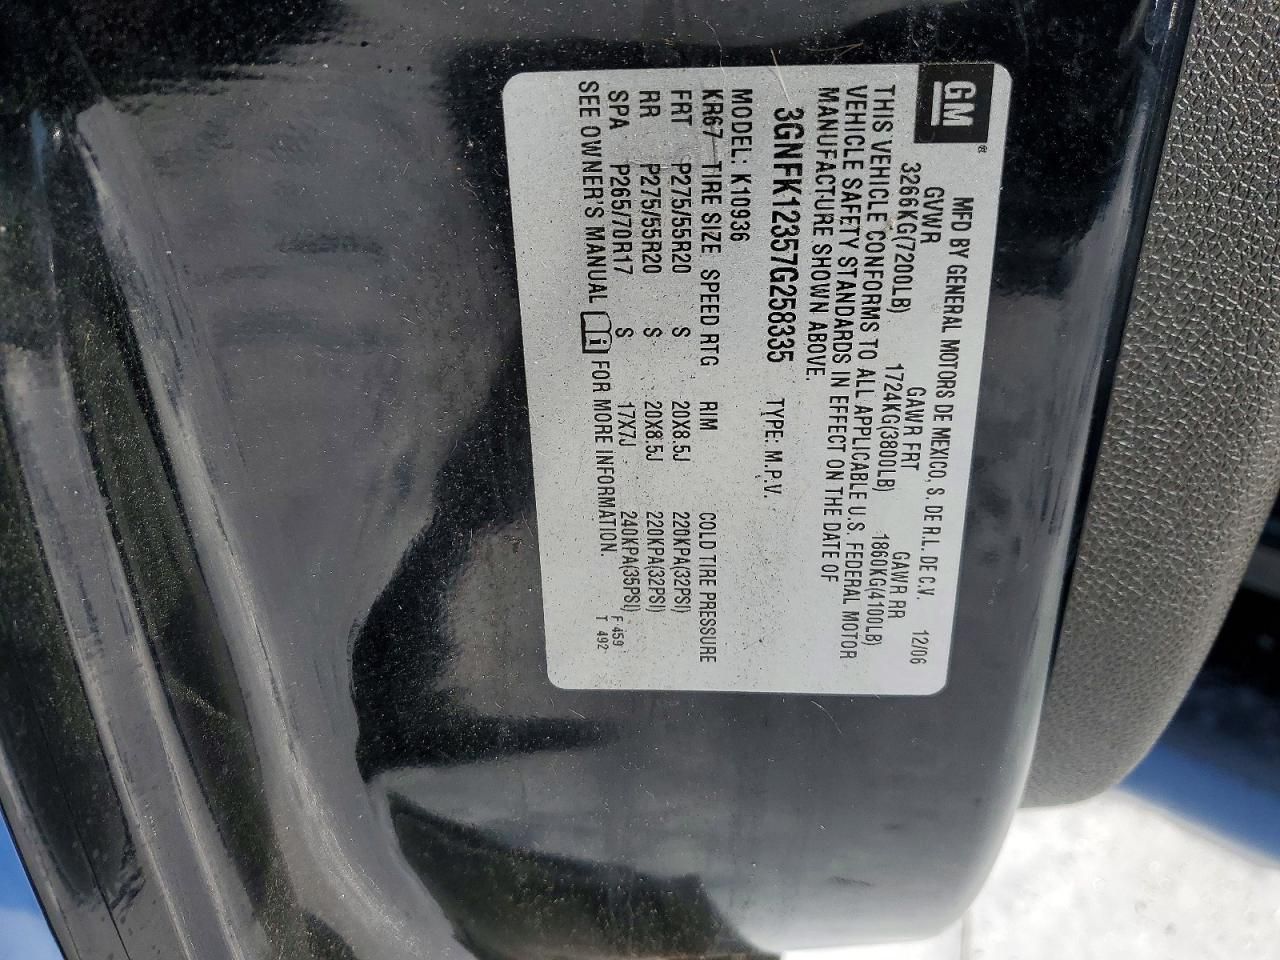 GM ®
MFD BY GENERAL MOTORS DE MEXICO, S. DE R.L. DE C.V. 12/06
GVWR GAWR FRT GAWR RR
3266KG(7200LB) 1724KG(3800LB) 1860KG(4100LB)
THIS VEHICLE CONFORMS TO ALL APPLICABLE U.S. FEDERAL MOTOR
VEHICLE SAFETY STANDARDS IN EFFECT ON THE DATE OF
MANUFACTURE SHOWN ABOVE.
3GNFK12357G258335 TYPE: M.P.V.
MODEL: K10936
KR67 TIRE SIZE SPEED RTG RIM COLD TIRE PRESSURE
FRT P275/55R20 S 20X8.5J 220KPA(32PSI)
RR P275/55R20 S 20X8.5J 220KPA(32PSI)
SPA P265/70R17 S 17X7J 240KPA(35PSI) F 459
SEE OWNER'S MANUAL i FOR MORE INFORMATION. T 492